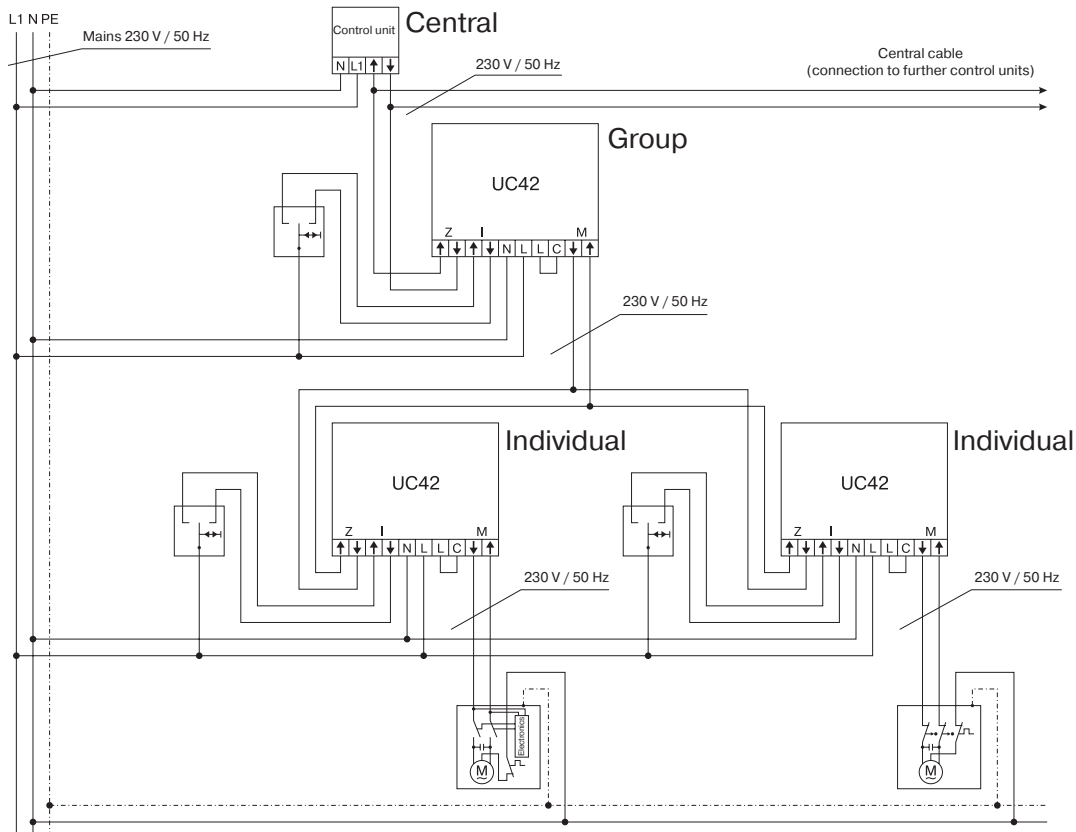 L1 N PE
Mains 230 V / 50 Hz
Control unit
Central
N L1 ↑ ↓
230 V / 50 Hz
Central cable
(connection to further control units)
Group
UC42
Z I M
↑ ↓ ↑ ↓ N L L C ↓ ↑
230 V / 50 Hz
Individual
UC42
Z I M
↑ ↓ ↑ ↓ N L L C ↓ ↑
230 V / 50 Hz
Individual
UC42
Z I M
↑ ↓ ↑ ↓ N L L C ↓ ↑
230 V / 50 Hz
Electronics
M
M